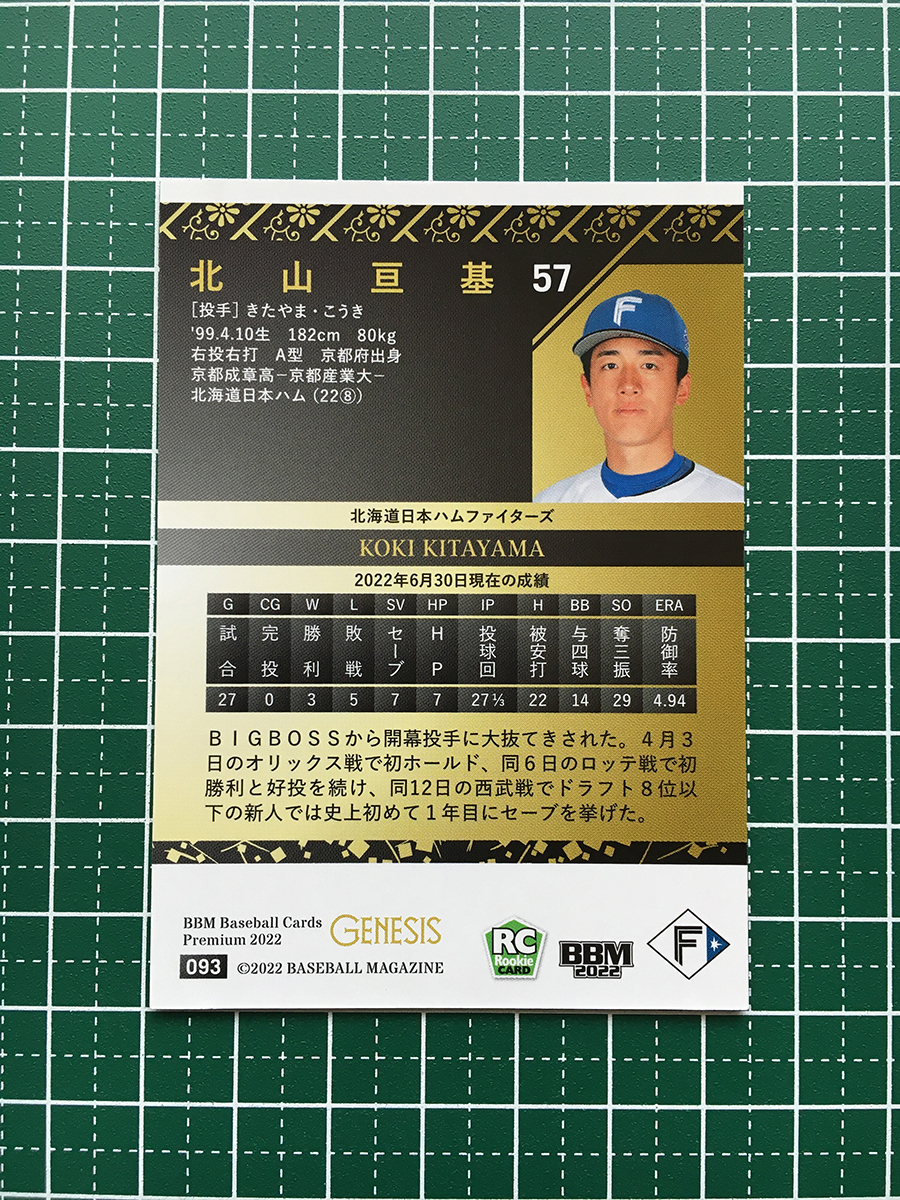 北山亘基 57
[投手] きたやま・こうき
'99.4.10生 182cm 80kg
右投右打 A型 京都府出身
京都成章高−京都産業大−
北海道日本ハム (22⑧)
F
北海道日本ハムファイターズ
KOKI KITAYAMA
2022年6月30日現在の成績
G CG W L SV HP IP H BB SO ERA
試合 完投 勝利 敗戦 セーブ HP 投球回 被安打 与四球 奪三振 防御率
27 0 3 5 7 7 27⅓ 22 14 29 4.94
BIGBOSSから開幕投手に大抜てきされた。4月3
日のオリックス戦で初ホールド、同6日のロッテ戦で初
勝利と好投を続け、同12日の西武戦でドラフト8位以
下の新人では史上初めて1年目にセーブを挙げた。
BBM Baseball Cards
Premium 2022
GENESIS
093 ©2022 BASEBALL MAGAZINE
RC
Rookie
CARD
BBM
2022
F